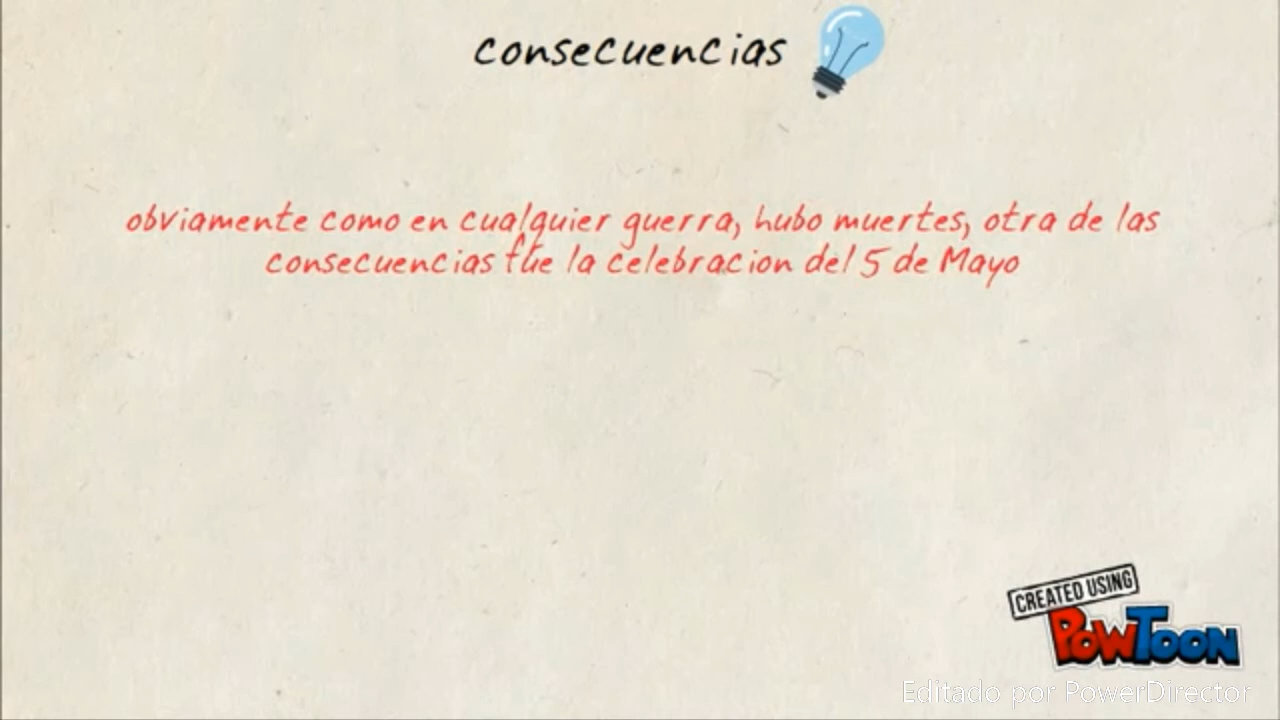 consecuencias
obviamente como en cualquier guerra, hubo muertes, otra de las
consecuencias fue la celebracion del 5 de Mayo
CREATED USING
POWTOON
Editado por PowerDirector